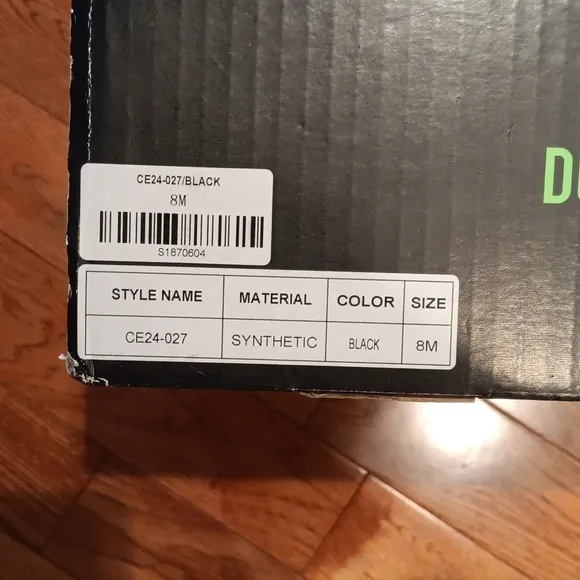 CE24-027/BLACK
8M
S1870604
STYLE NAME MATERIAL COLOR SIZE
CE24-027 SYNTHETIC BLACK 8M